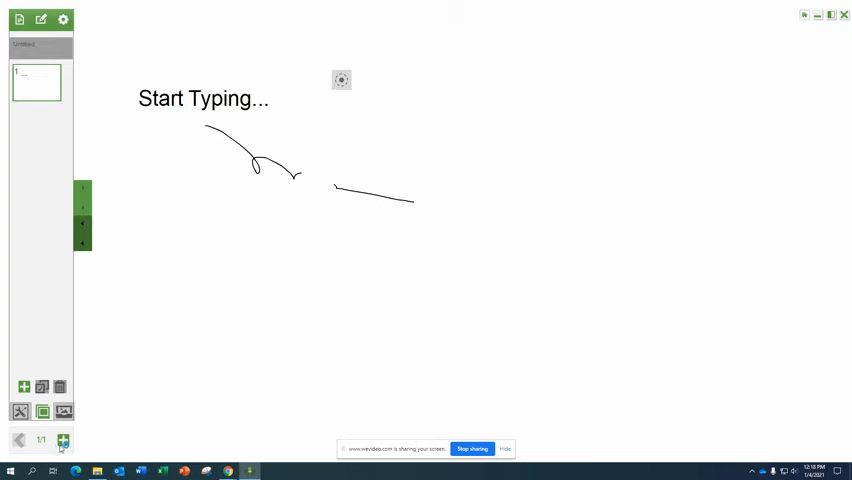 Untitled
1
Start Typing...
1/1
www.wevideo.com is sharing your screen.
Stop sharing
Hide
12:18 PM
1/4/2021